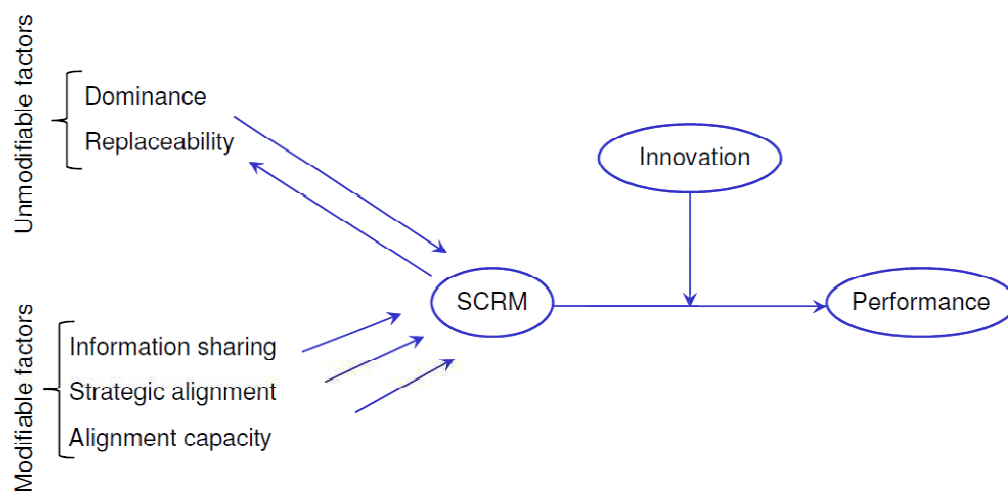 Unmodifiable factors
Dominance
Replaceability
Innovation
SCRM
Performance
Modifiable factors
Information sharing
Strategic alignment
Alignment capacity